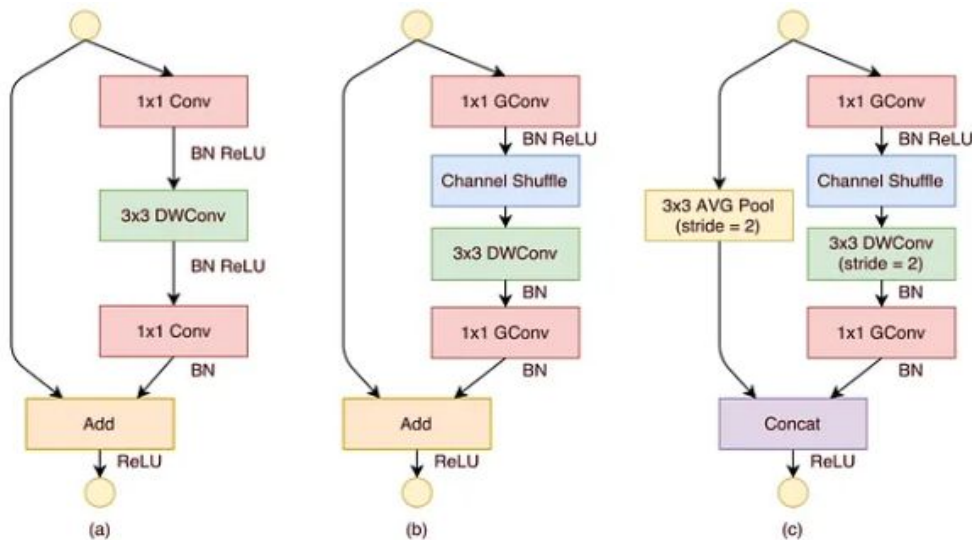 1x1 Conv
BN ReLU
3x3 DWConv
BN ReLU
1x1 Conv
BN
Add
ReLU
(a)
1x1 GConv
BN ReLU
Channel Shuffle
3x3 DWConv
BN
1x1 GConv
BN
Add
ReLU
(b)
3x3 AVG Pool
(stride = 2)
1x1 GConv
BN ReLU
Channel Shuffle
3x3 DWConv
(stride = 2)
BN
1x1 GConv
BN
Concat
ReLU
(c)